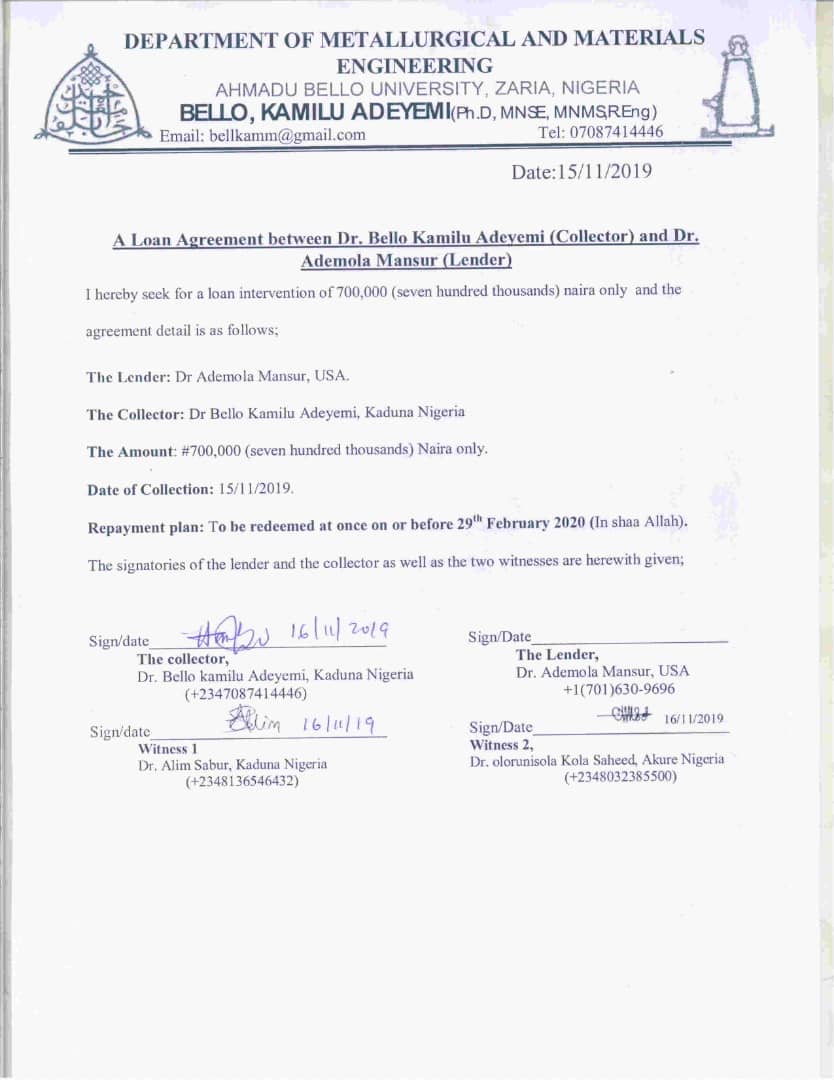 DEPARTMENT OF METALLURGICAL AND MATERIALS
ENGINEERING
AHMADU BELLO UNIVERSITY, ZARIA, NIGERIA
BELLO, KAMILU ADEYEMI(Ph.D, MNSE, MNMS,R.Eng)
Email: bellkamm@gmail.com Tel: 07087414446
Date:15/11/2019
A Loan Agreement between Dr. Bello Kamilu Adeyemi (Collector) and Dr.
Ademola Mansur (Lender)
I hereby seek for a loan intervention of 700,000 (seven hundred thousands) naira only and the
agreement detail is as follows;
The Lender: Dr Ademola Mansur, USA.
The Collector: Dr Bello Kamilu Adeyemi, Kaduna Nigeria
The Amount: #700,000 (seven hundred thousands) Naira only.
Date of Collection: 15/11/2019.
Repayment plan: To be redeemed at once on or before 29th February 2020 (In shaa Allah).
The signatories of the lender and the collector as well as the two witnesses are herewith given;
Sign/date 16/11/2019
The collector,
Dr. Bello kamilu Adeyemi, Kaduna Nigeria
(+2347087414446)
Sign/Date
The Lender,
Dr. Ademola Mansur, USA
+1(701)630-9696
Sign/date 16/11/19
Witness 1
Dr. Alim Sabur, Kaduna Nigeria
(+2348136546432)
Sign/Date 16/11/2019
Witness 2,
Dr. olorunisola Kola Saheed, Akure Nigeria
(+2348032385500)